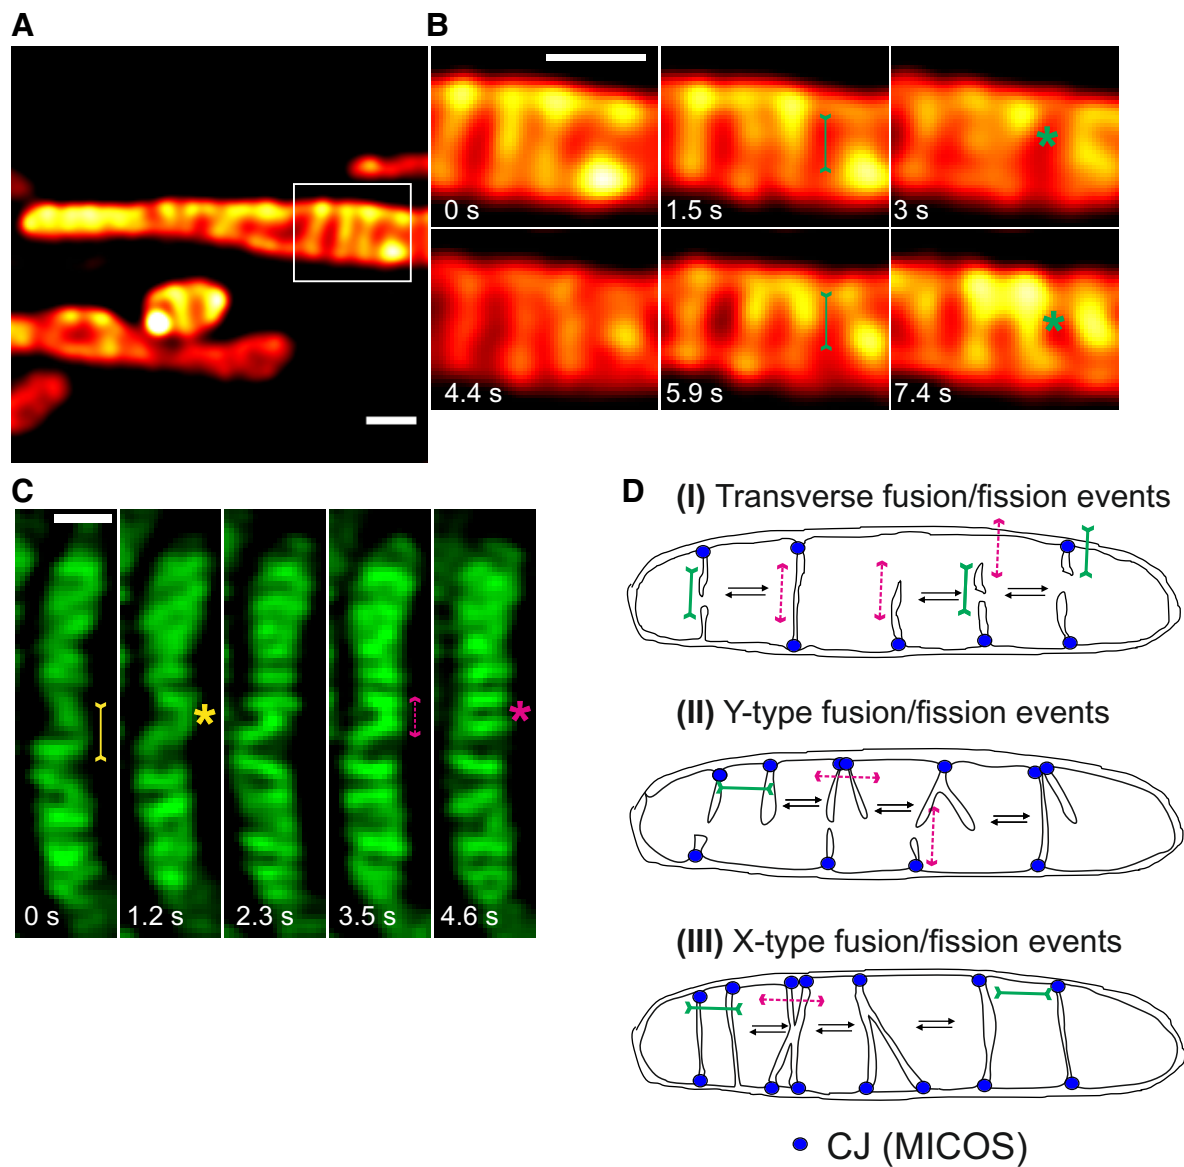 A
B
0 s
1.5 s
3 s
4.4 s
5.9 s
7.4 s
C
0 s
1.2 s
2.3 s
3.5 s
4.6 s
D
(I) Transverse fusion/fission events
(II) Y-type fusion/fission events
(III) X-type fusion/fission events
CJ (MICOS)